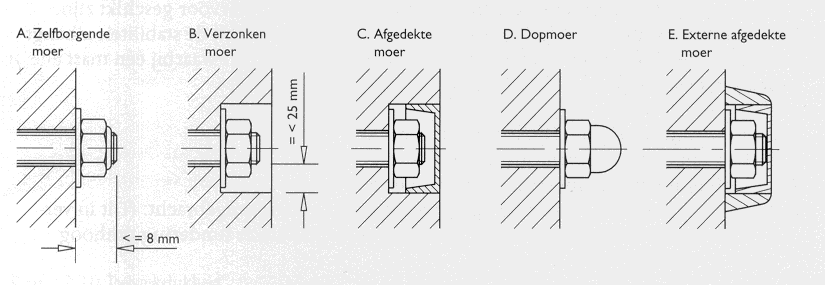 A. Zelfborgende
moer
B. Verzonken
moer
C. Afgedekte
moer
D. Dopmoer
E. Externe afgedekte
moer
= < 25 mm
< = 8 mm